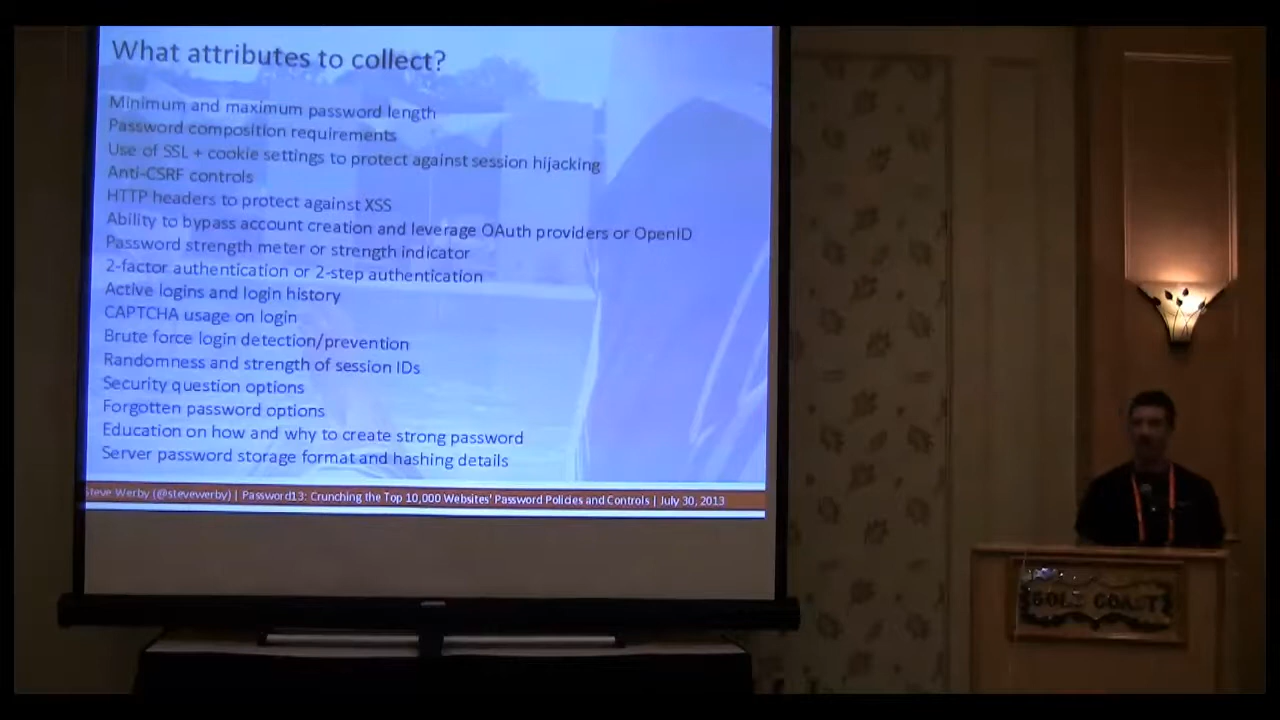 What attributes to collect?
Minimum and maximum password length
Password composition requirements
Use of SSL + cookie settings to protect against session hijacking
Anti-CSRF controls
HTTP headers to protect against XSS
Ability to bypass account creation and leverage OAuth providers or OpenID
Password strength meter or strength indicator
2-factor authentication or 2-step authentication
Active logins and login history
CAPTCHA usage on login
Brute force login detection/prevention
Randomness and strength of session IDs
Security question options
Forgotten password options
Education on how and why to create strong password
Server password storage format and hashing details
Steve Werby (@stevewerby) | Password13: Crunching the Top 10,000 Websites' Password Policies and Controls | July 30, 2013
GOLD COAST